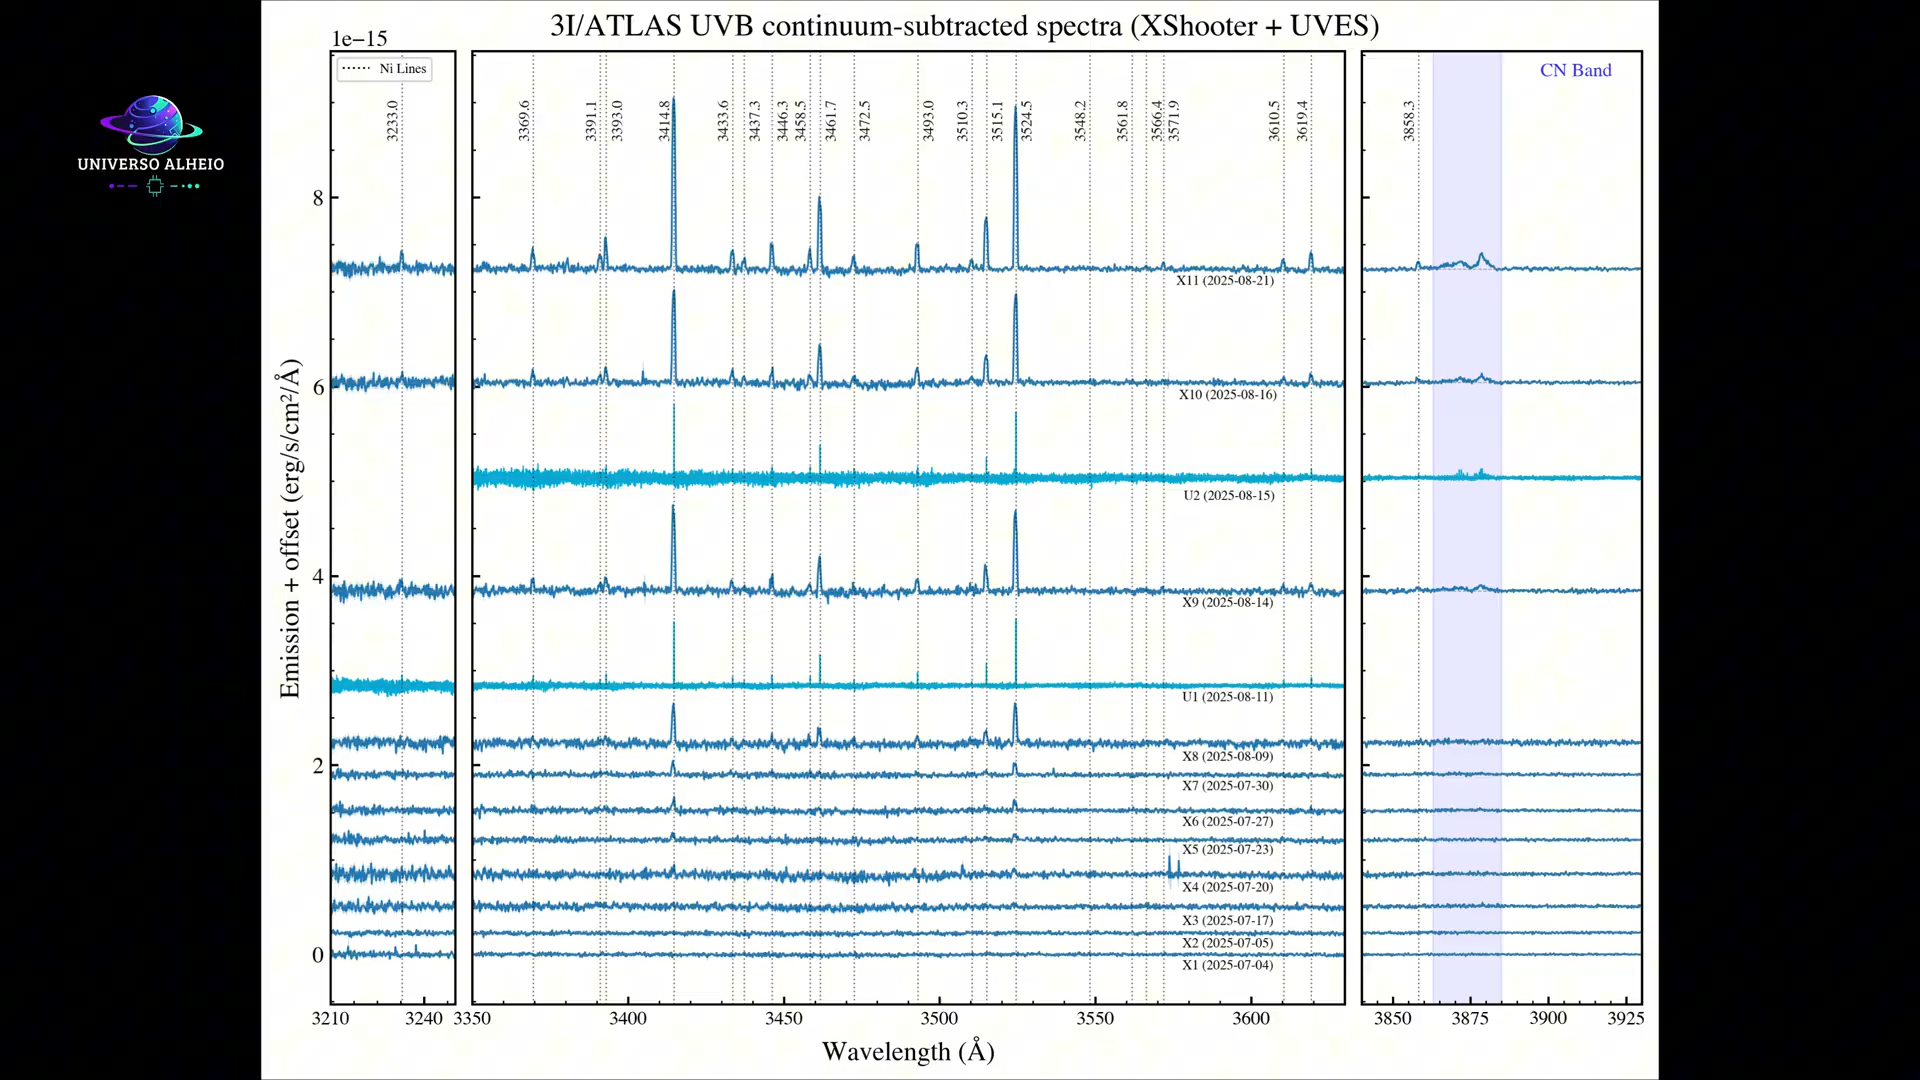 3I/ATLAS UVB continuum-subtracted spectra (XShooter + UVES)
1e−15
Ni Lines
CN Band
UNIVERSO ALHEIO
3233.0
3369.6
3391.1
3393.0
3414.8
3433.6
3437.3
3446.3
3458.5
3461.7
3472.5
3493.0
3510.3
3515.1
3524.5
3548.2
3561.8
3566.4
3571.9
3610.5
3619.4
3858.3
8
X11 (2025-08-21)
6
X10 (2025-08-16)
U2 (2025-08-15)
4
X9 (2025-08-14)
U1 (2025-08-11)
X8 (2025-08-09)
2
X7 (2025-07-30)
X6 (2025-07-27)
X5 (2025-07-23)
X4 (2025-07-20)
X3 (2025-07-17)
X2 (2025-07-05)
0
X1 (2025-07-04)
Emission + offset (erg/s/cm²/Å)
3210 3240 3350 3400 3450 3500 3550 3600 3850 3875 3900 3925
Wavelength (Å)